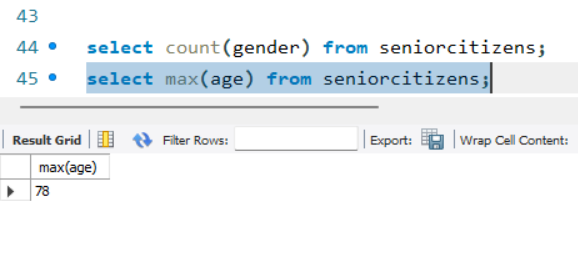 43
44 select count(gender) from seniorcitizens;
45 select max(age) from seniorcitizens;
Result Grid Filter Rows: Export: Wrap Cell Content:
max(age)
78